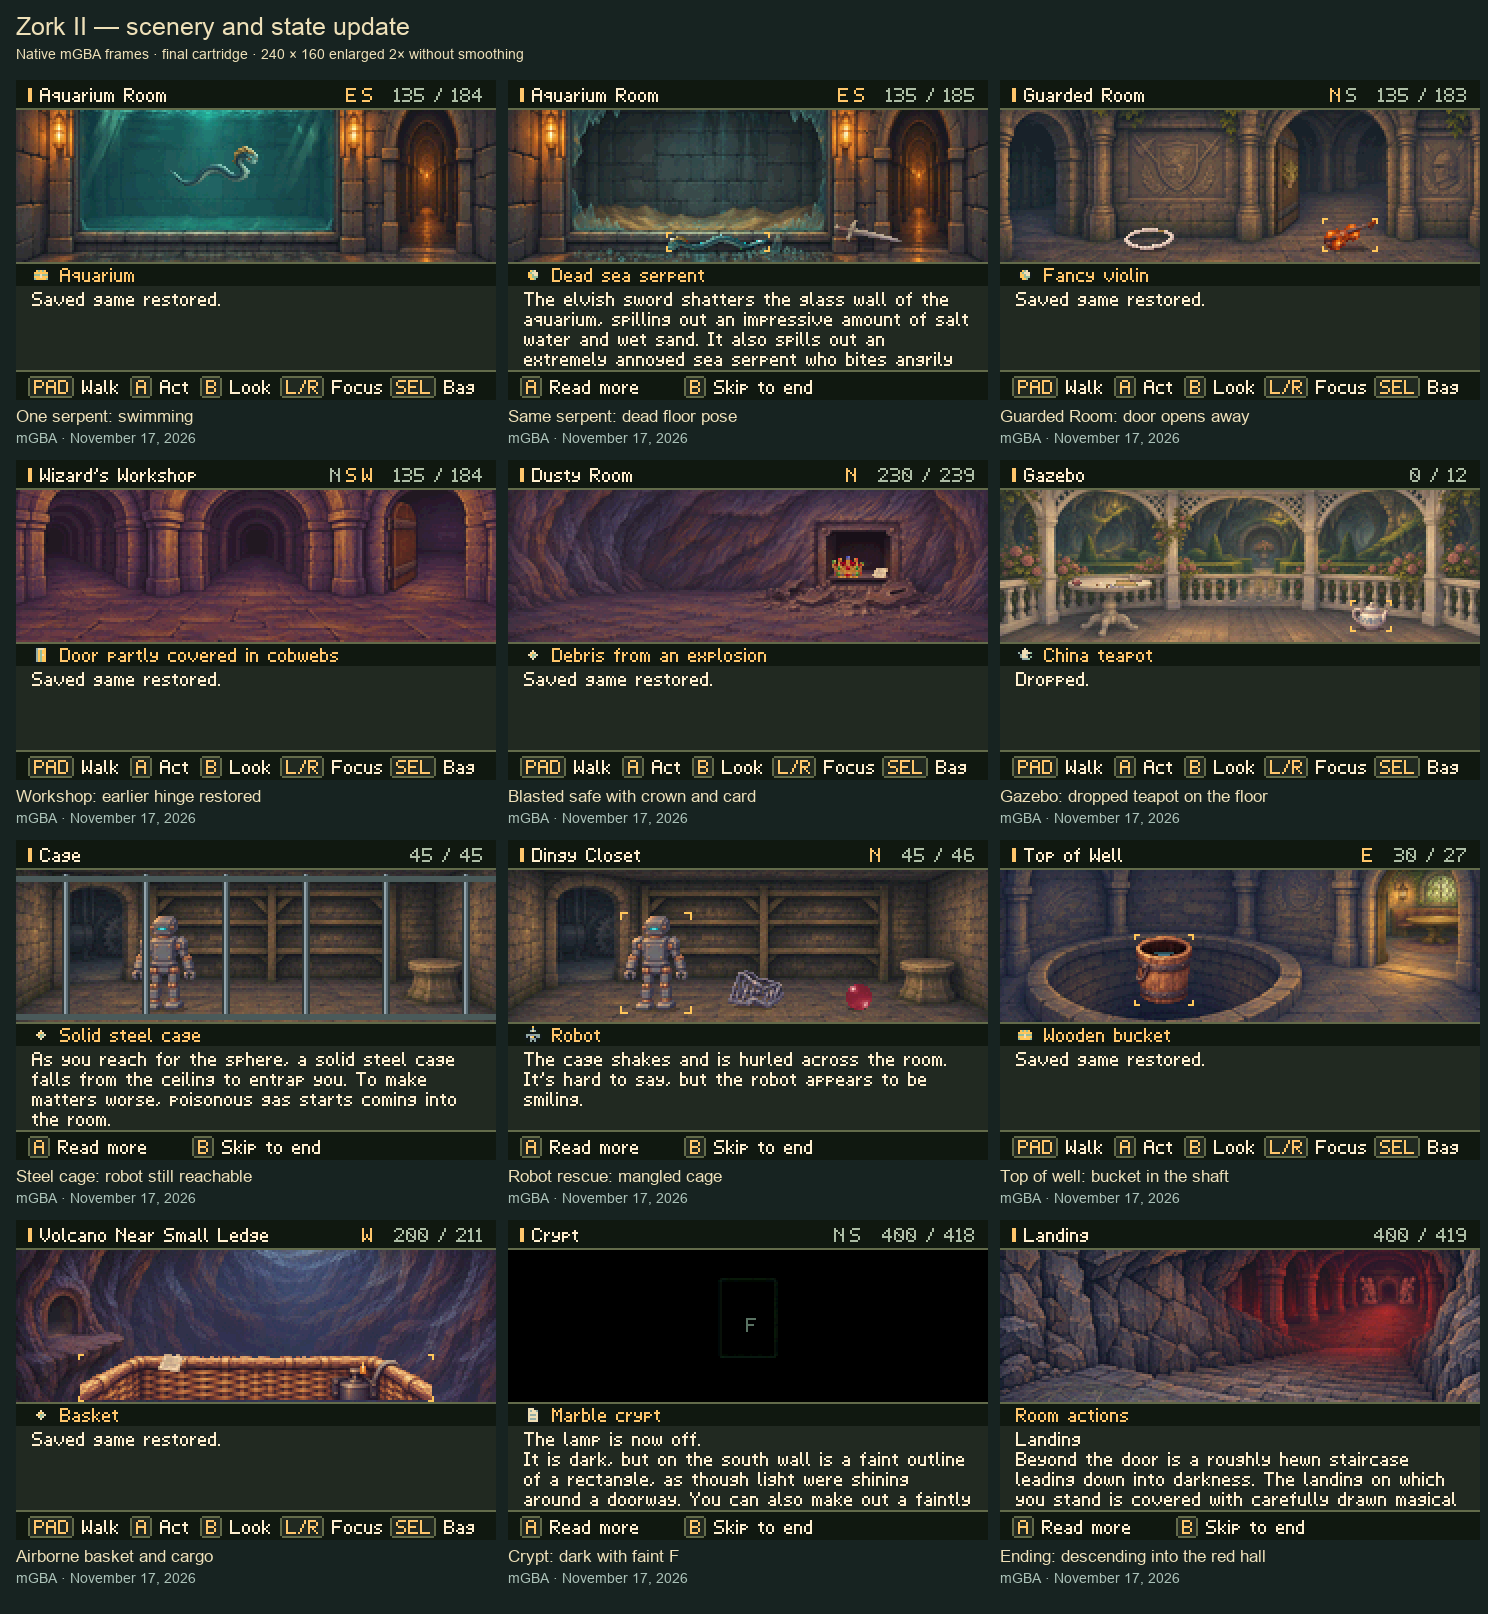 Zork II — scenery and state update
Native mGBA frames · final cartridge · 240 × 160 enlarged 2× without smoothing
Aquarium Room E S 135 / 184
Aquarium
Saved game restored.
PAD Walk A Act B Look L/R Focus SEL Bag
One serpent: swimming
mGBA · November 17, 2026
Aquarium Room E S 135 / 185
Dead sea serpent
The elvish sword shatters the glass wall of the
aquarium, spilling out an impressive amount of salt
water and wet sand. It also spills out an
extremely annoyed sea serpent who bites angrily
A Read more B Skip to end
Same serpent: dead floor pose
mGBA · November 17, 2026
Guarded Room N S 135 / 183
Fancy violin
Saved game restored.
PAD Walk A Act B Look L/R Focus SEL Bag
Guarded Room: door opens away
mGBA · November 17, 2026
Wizard's Workshop N S W 135 / 184
Door partly covered in cobwebs
Saved game restored.
PAD Walk A Act B Look L/R Focus SEL Bag
Workshop: earlier hinge restored
mGBA · November 17, 2026
Dusty Room N 230 / 239
Debris from an explosion
Saved game restored.
PAD Walk A Act B Look L/R Focus SEL Bag
Blasted safe with crown and card
mGBA · November 17, 2026
Gazebo 0 / 12
China teapot
Dropped.
PAD Walk A Act B Look L/R Focus SEL Bag
Gazebo: dropped teapot on the floor
mGBA · November 17, 2026
Cage 45 / 45
Solid steel cage
As you reach for the sphere, a solid steel cage
falls from the ceiling to entrap you. To make
matters worse, poisonous gas starts coming into
the room.
A Read more B Skip to end
Steel cage: robot still reachable
mGBA · November 17, 2026
Dingy Closet N 45 / 46
Robot
The cage shakes and is hurled across the room.
It's hard to say, but the robot appears to be
smiling.
A Read more B Skip to end
Robot rescue: mangled cage
mGBA · November 17, 2026
Top of Well E 30 / 27
Wooden bucket
Saved game restored.
PAD Walk A Act B Look L/R Focus SEL Bag
Top of well: bucket in the shaft
mGBA · November 17, 2026
Volcano Near Small Ledge W 200 / 211
Basket
Saved game restored.
PAD Walk A Act B Look L/R Focus SEL Bag
Airborne basket and cargo
mGBA · November 17, 2026
Crypt N S 400 / 418
F
Marble crypt
The lamp is now off.
It is dark, but on the south wall is a faint outline
of a rectangle, as though light were shining
around a doorway. You can also make out a faintly
A Read more B Skip to end
Crypt: dark with faint F
mGBA · November 17, 2026
Landing 400 / 419
Room actions
Landing
Beyond the door is a roughly hewn staircase
leading down into darkness. The landing on which
you stand is covered with carefully drawn magical
A Read more B Skip to end
Ending: descending into the red hall
mGBA · November 17, 2026